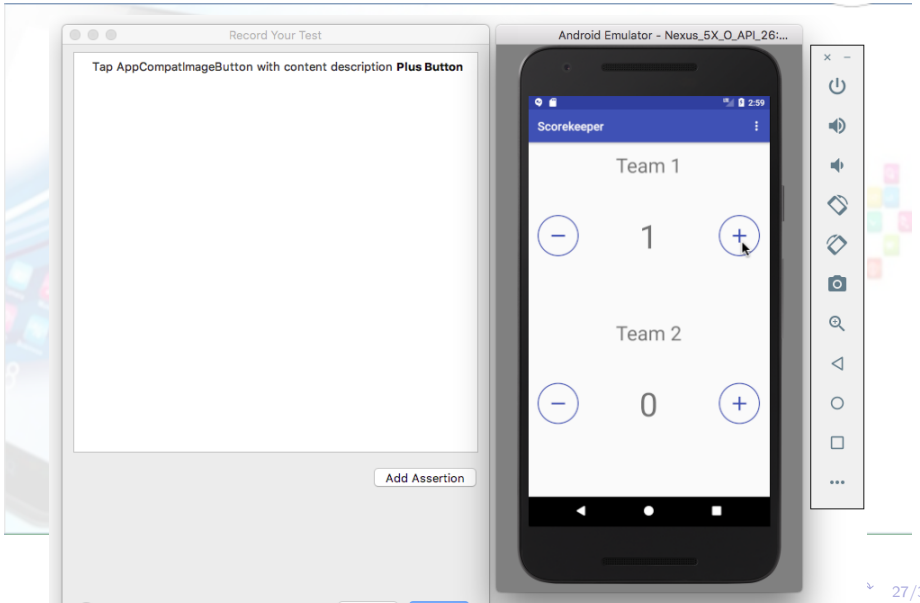 Record Your Test
Tap AppCompatImageButton with content description Plus Button
Add Assertion
Android Emulator - Nexus_5X_O_API_26:...
2:59
Scorekeeper
Team 1
1
Team 2
0
27/